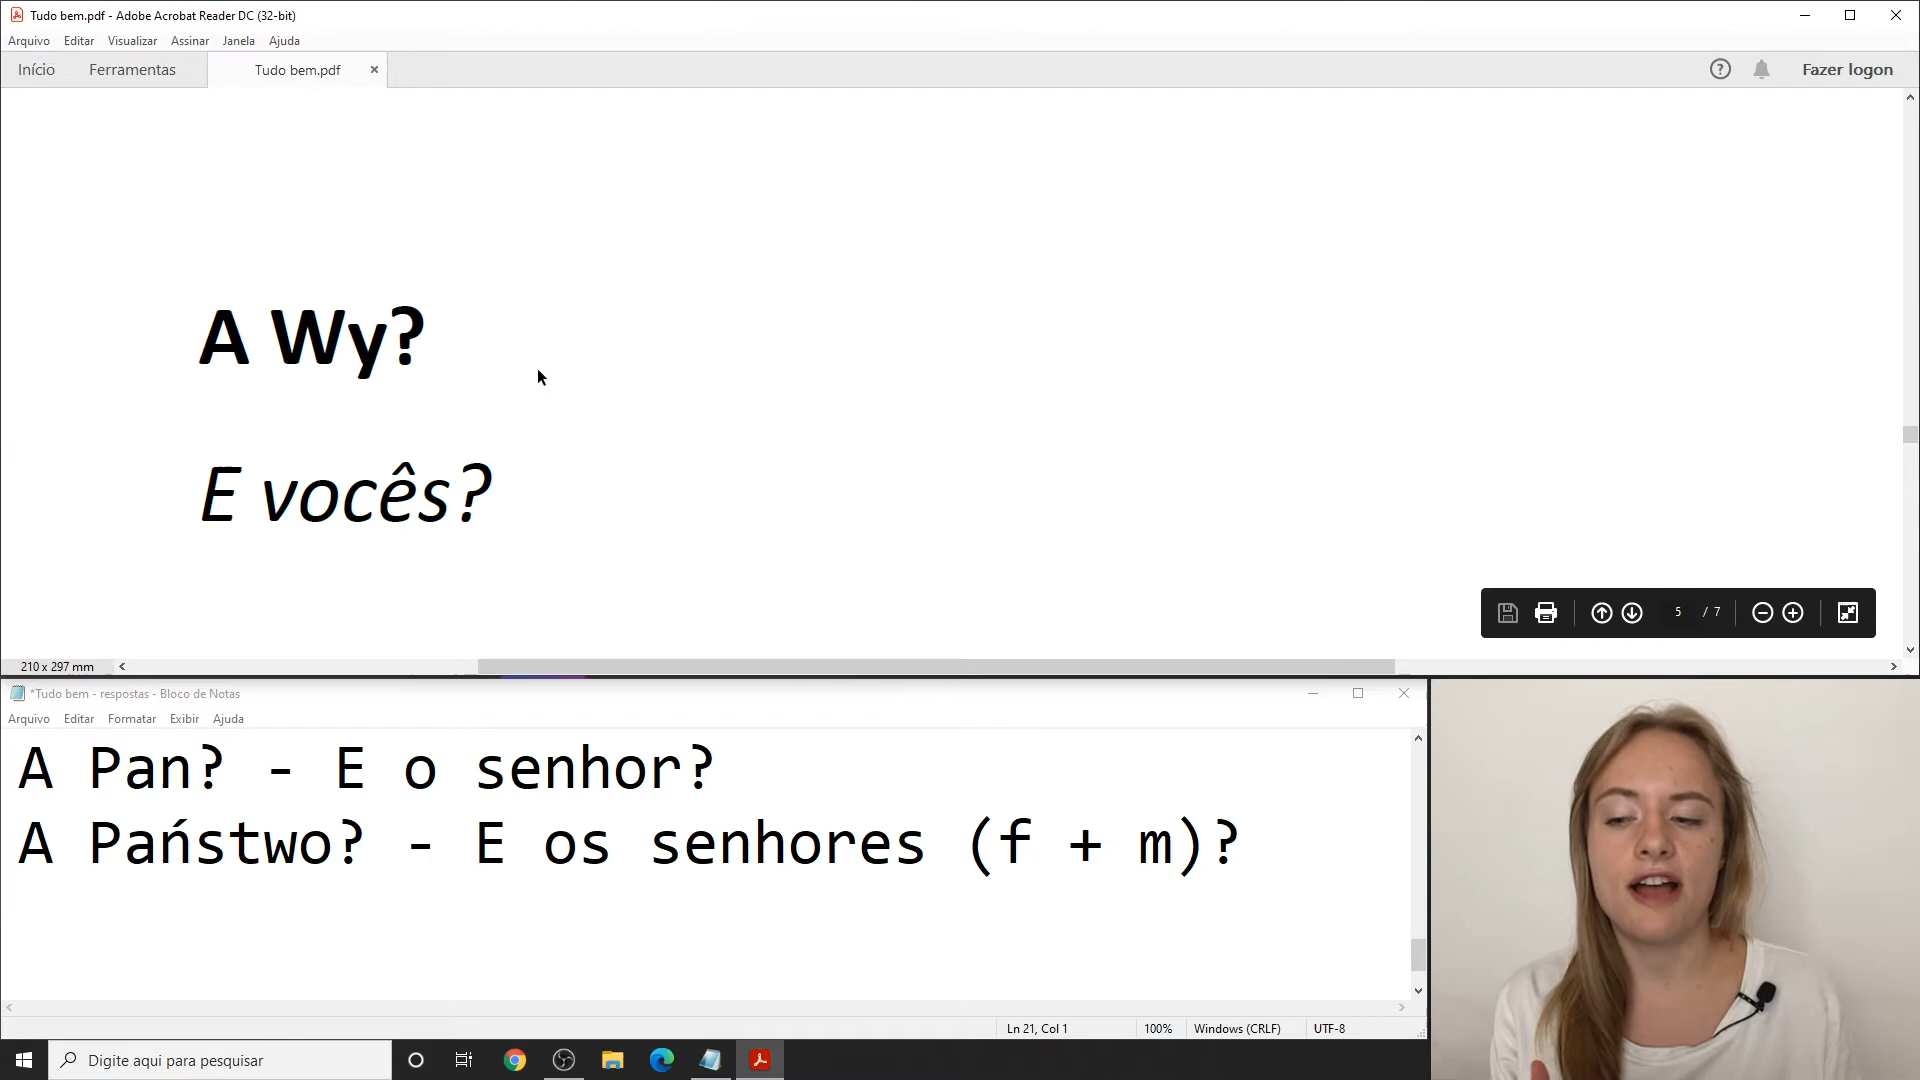 Tudo bem.pdf - Adobe Acrobat Reader DC (32-bit)
Arquivo Editar Visualizar Assinar Janela Ajuda
Início Ferramentas Tudo bem.pdf Fazer logon
A Wy?
E vocês?
5 / 7
210 x 297 mm
*Tudo bem - respostas - Bloco de Notas
Arquivo Editar Formatar Exibir Ajuda
A Pan? - E o senhor?
A Państwo? - E os senhores (f + m)?
Ln 21, Col 1 100% Windows (CRLF) UTF-8
Digite aqui para pesquisar